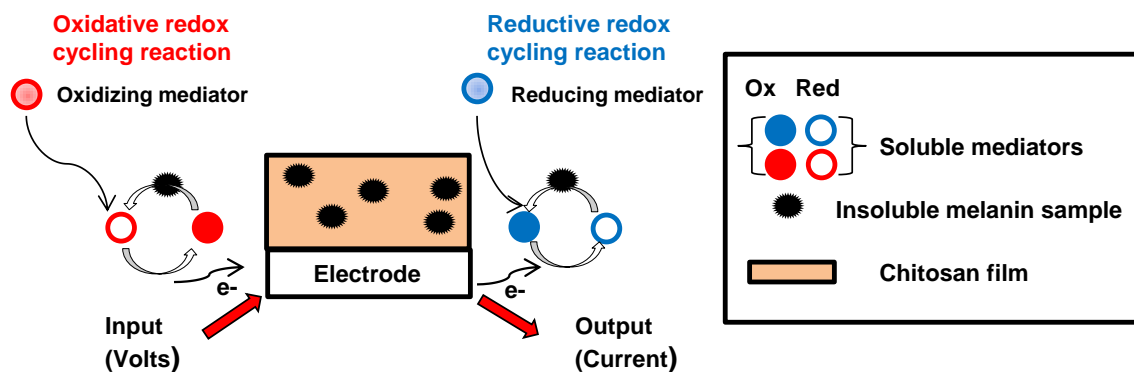 Oxidative redox
cycling reaction
Oxidizing mediator
Reductive redox
cycling reaction
Reducing mediator
Electrode
e-
e-
Input
(Volts)
Output
(Current)
Ox Red
Soluble mediators
Insoluble melanin sample
Chitosan film